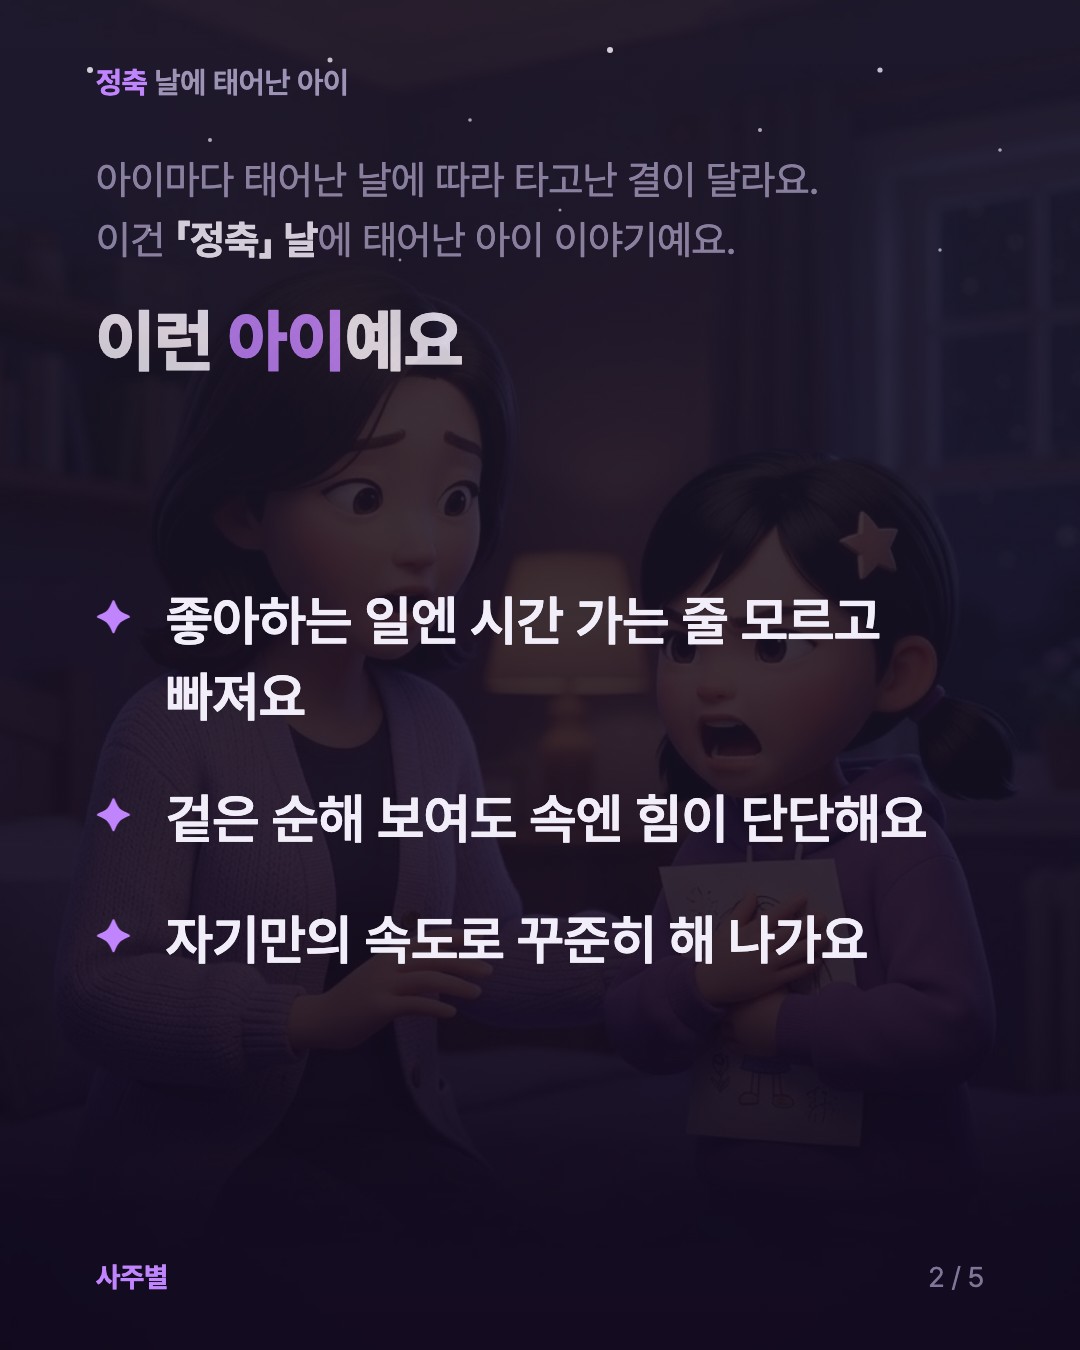 정축 날에 태어난 아이
아이마다 태어난 날에 따라 타고난 결이 달라요.
이건 「정축」 날에 태어난 아이 이야기예요.
이런 아이예요
좋아하는 일엔 시간 가는 줄 모르고
빠져요
겉은 순해 보여도 속엔 힘이 단단해요
자기만의 속도로 꾸준히 해 나가요
사주별
2 / 5